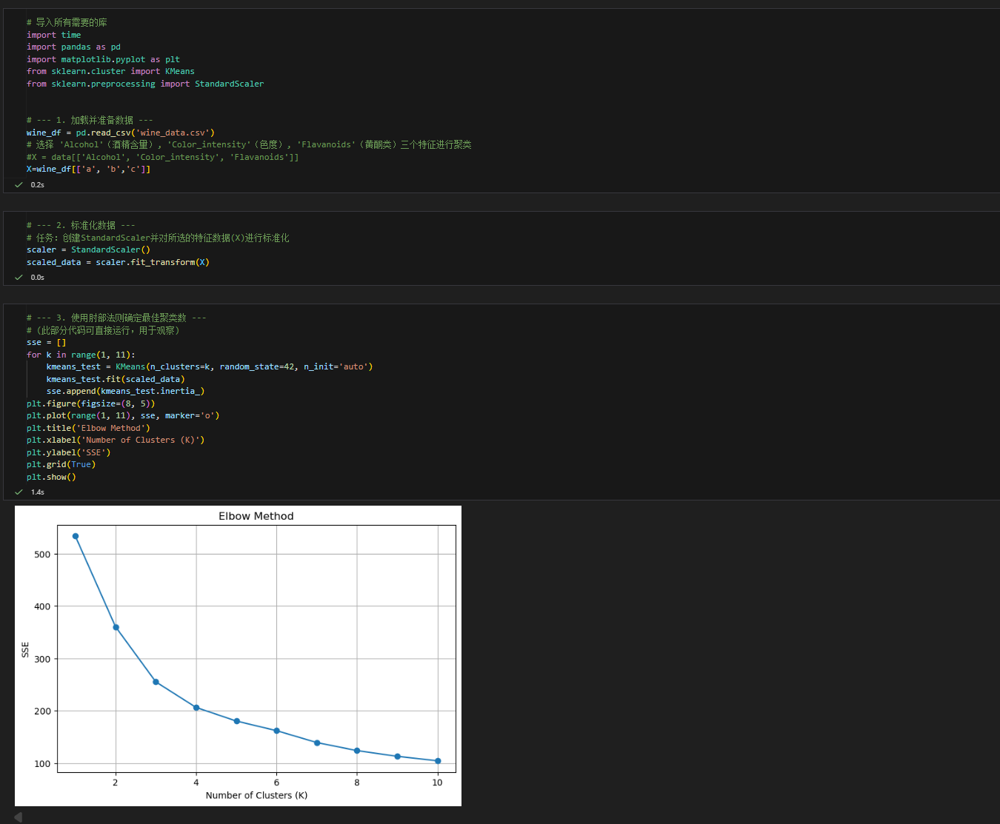 # 导入所有需要的库
import time
import pandas as pd
import matplotlib.pyplot as plt
from sklearn.cluster import KMeans
from sklearn.preprocessing import StandardScaler
# --- 1. 加载并准备数据 ---
wine_df = pd.read_csv('wine_data.csv')
# 选择 'Alcohol'（酒精含量）, 'Color_intensity'（色度）, 'Flavanoids'（黄酮类）三个特征进行聚类
#X = data[['Alcohol', 'Color_intensity', 'Flavanoids']]
X=wine_df[['a', 'b','c']]
0.2s
# --- 2. 标准化数据 ---
# 任务: 创建StandardScaler并对所选的特征数据(X)进行标准化
scaler = StandardScaler()
scaled_data = scaler.fit_transform(X)
0.0s
# --- 3. 使用肘部法则确定最佳聚类数 ---
# (此部分代码可直接运行，用于观察)
sse = []
for k in range(1, 11):
    kmeans_test = KMeans(n_clusters=k, random_state=42, n_init='auto')
    kmeans_test.fit(scaled_data)
    sse.append(kmeans_test.inertia_)
plt.figure(figsize=(8, 5))
plt.plot(range(1, 11), sse, marker='o')
plt.title('Elbow Method')
plt.xlabel('Number of Clusters (K)')
plt.ylabel('SSE')
plt.grid(True)
plt.show()
1.4s
Elbow Method
500
400
300
200
100
SSE
2 4 6 8 10
Number of Clusters (K)